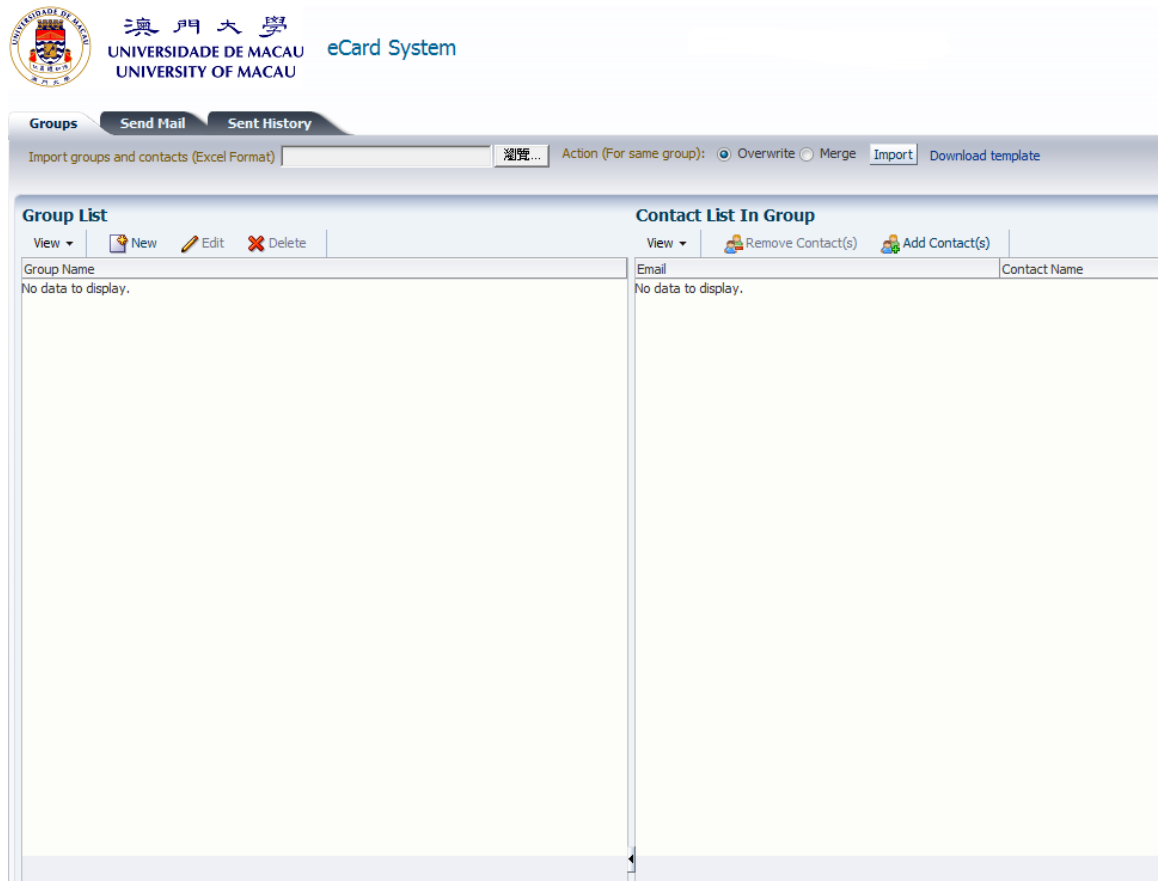 澳門大學
UNIVERSIDADE DE MACAU
UNIVERSITY OF MACAU
eCard System
Groups Send Mail Sent History
Import groups and contacts (Excel Format) 瀏覽... Action (For same group): Overwrite Merge Import Download template
Group List
View New Edit Delete
Group Name
No data to display.
Contact List In Group
View Remove Contact(s) Add Contact(s)
Email Contact Name
No data to display.